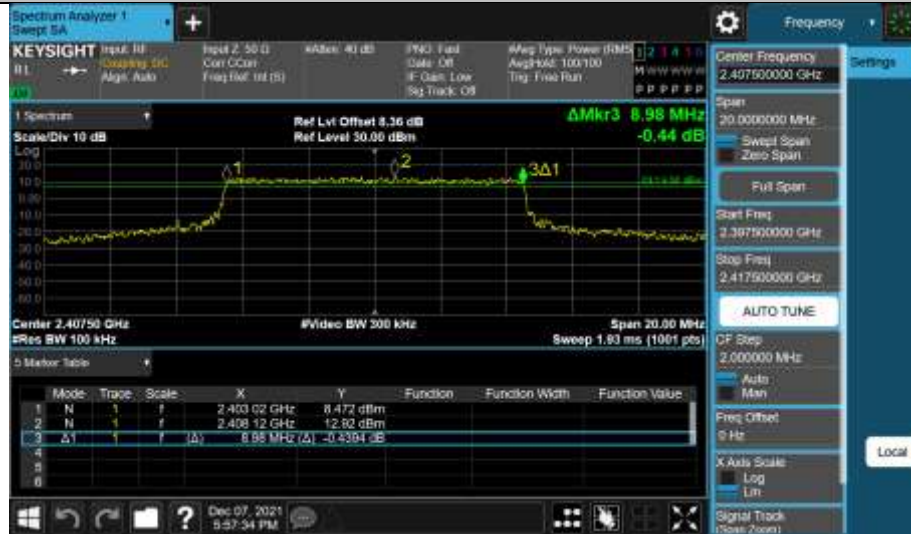 Spectrum Analyzer 1
Swept SA
+
Frequency
KEYSIGHT
Input: RF
Coupling: DC
Align: Auto
Input Z: 50 Ω
Corr CCorr
Freq Ref: Int (S)
#Atten: 40 dB
PNO: Fast
Gate: Off
IF Gain: Low
Sig Track: Off
#Avg Type: Power (RMS
Avg|Hold: 100/100
Trig: Free Run
P P P P P P
1 Spectrum
Scale/Div 10 dB
Log
Ref Lvl Offset 8.36 dB
Ref Level 30.00 dBm
ΔMkr3 8.98 MHz
-0.44 dB
1
2
3Δ1
Center 2.40750 GHz
#Res BW 100 kHz
#Video BW 300 kHz
Span 20.00 MHz
Sweep 1.93 ms (1001 pts)
5 Marker Table
Mode Trace Scale X Y Function Function Width Function Value
1 N 1 f 2.403 02 GHz 8.472 dBm
2 N 1 f 2.408 12 GHz 12.92 dBm
3 Δ1 1 f (Δ) 8.98 MHz (Δ) -0.4394 dB
4
5
6
?
Dec 07, 2021
5:57:34 PM
Center Frequency
2.407500000 GHz
Settings
Span
20.0000000 MHz
Swept Span
Zero Span
Full Span
Start Freq
2.397500000 GHz
Stop Freq
2.417500000 GHz
AUTO TUNE
CF Step
2.000000 MHz
Auto
Man
Freq Offset
0 Hz
X Axis Scale
Log
Lin
Local
Signal Track
(Span Zoom)